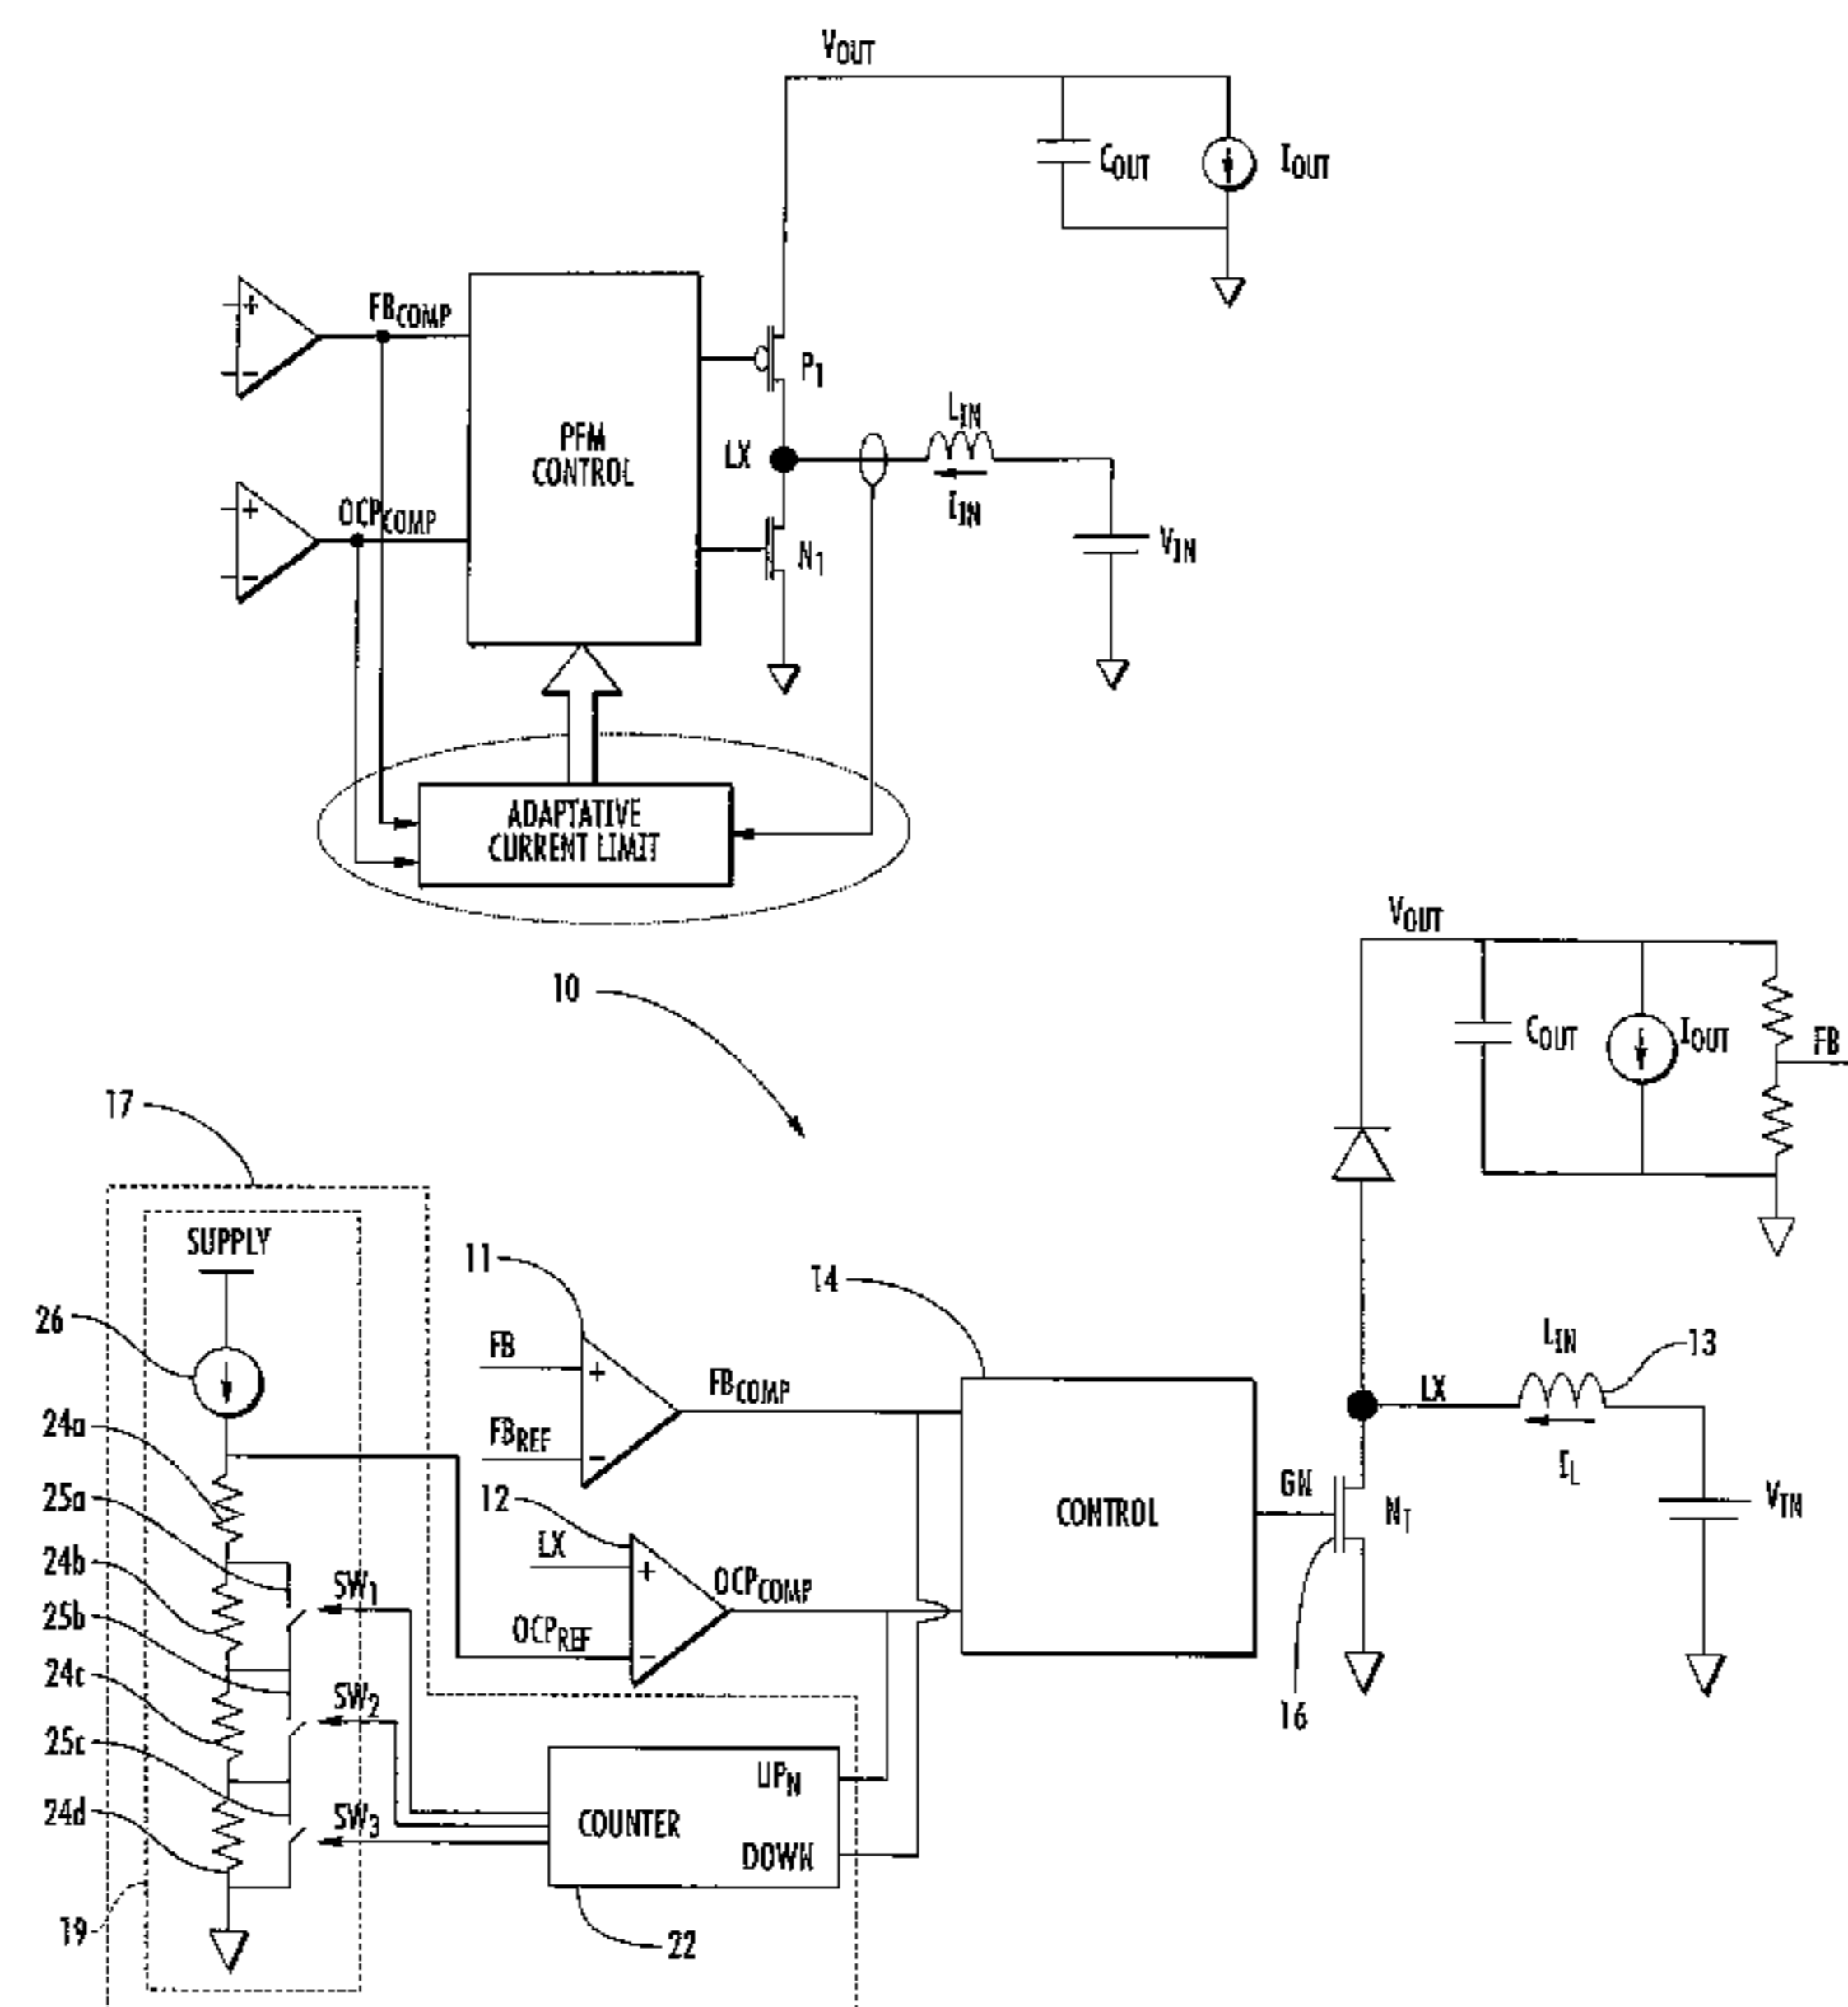 VOUT
COUT
IOUT
FBCOMP
P1
PFM
CONTROL
LX
LIN
IIN
OCPCOMP
N1
VIN
ADAPTATIVE
CURRENT LIMIT
10
VOUT
COUT
IOUT
FB
17
SUPPLY
11
14
26
FB
FBCOMP
LIN
13
LX
24a
FBREF
IL
25a
12
GN
N1
VIN
CONTROL
24b
SW1
LX
OCPCOMP
25b
OCPREF
24c
SW2
16
25c
UPN
24d
SW3
COUNTER
DOWN
19
22
+
-
+
-
+
-
+
-